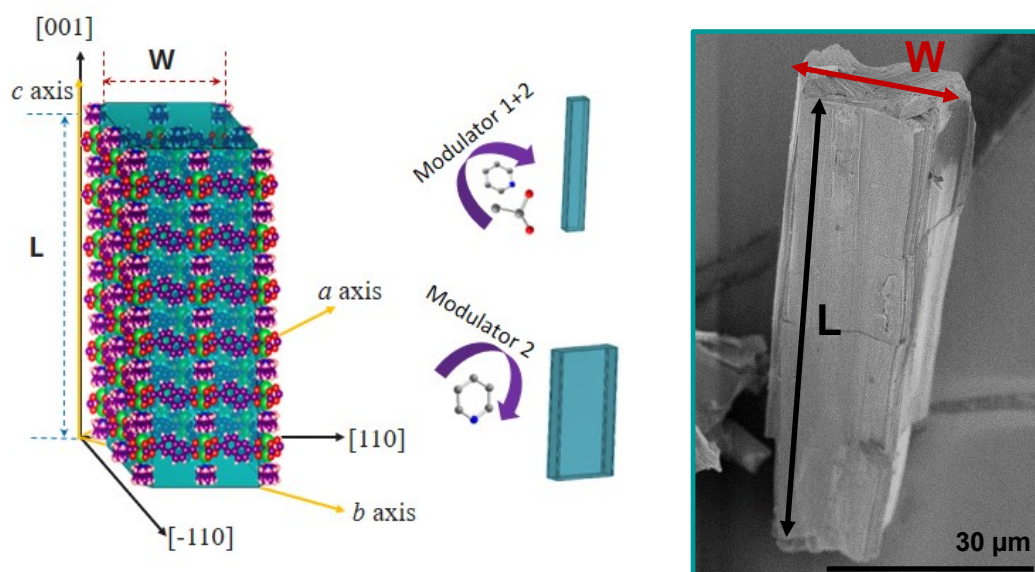 [001]
W
c axis
L
a axis
[110]
b axis
[-110]
Modulator 1+2
Modulator 2
W
L
30 µm